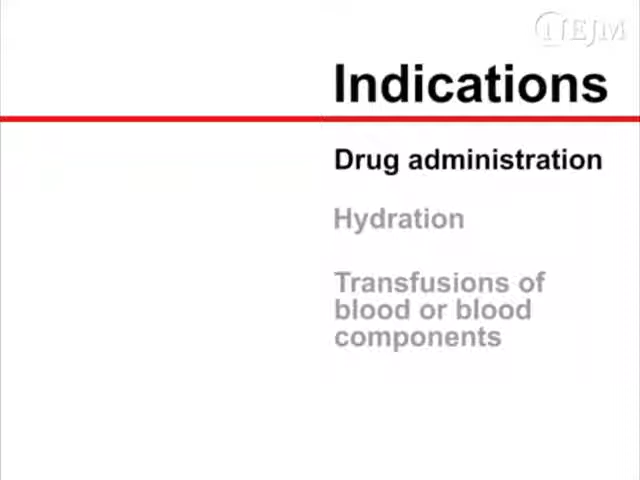 NEJM
Indications
Drug administration
Hydration
Transfusions of
blood or blood
components